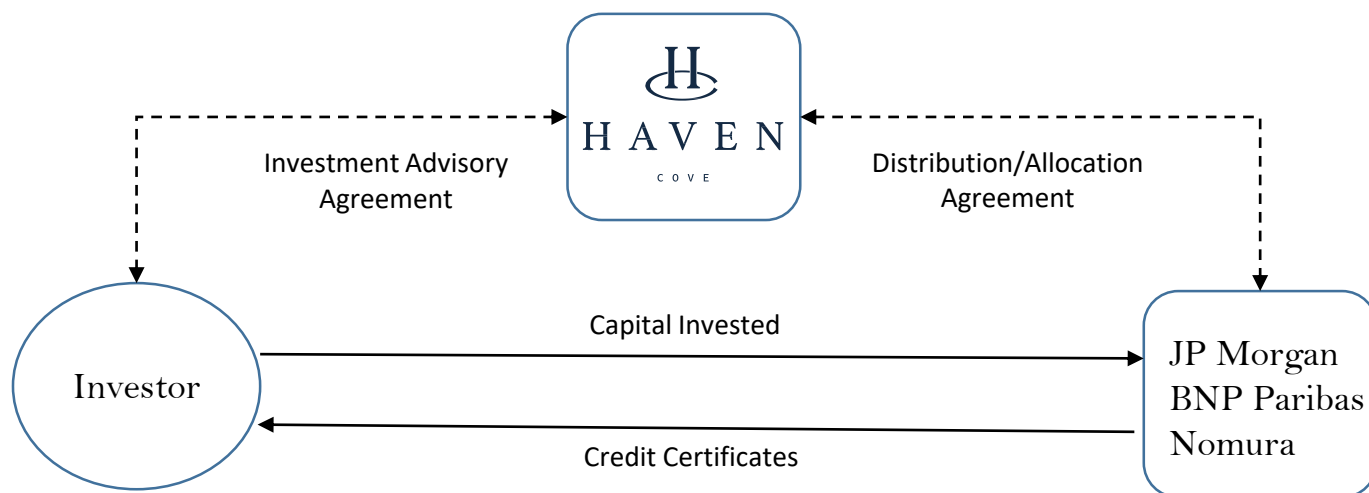 H
HAVEN
COVE
Investment Advisory
Agreement
Distribution/Allocation
Agreement
Investor
Capital Invested
Credit Certificates
JP Morgan
BNP Paribas
Nomura